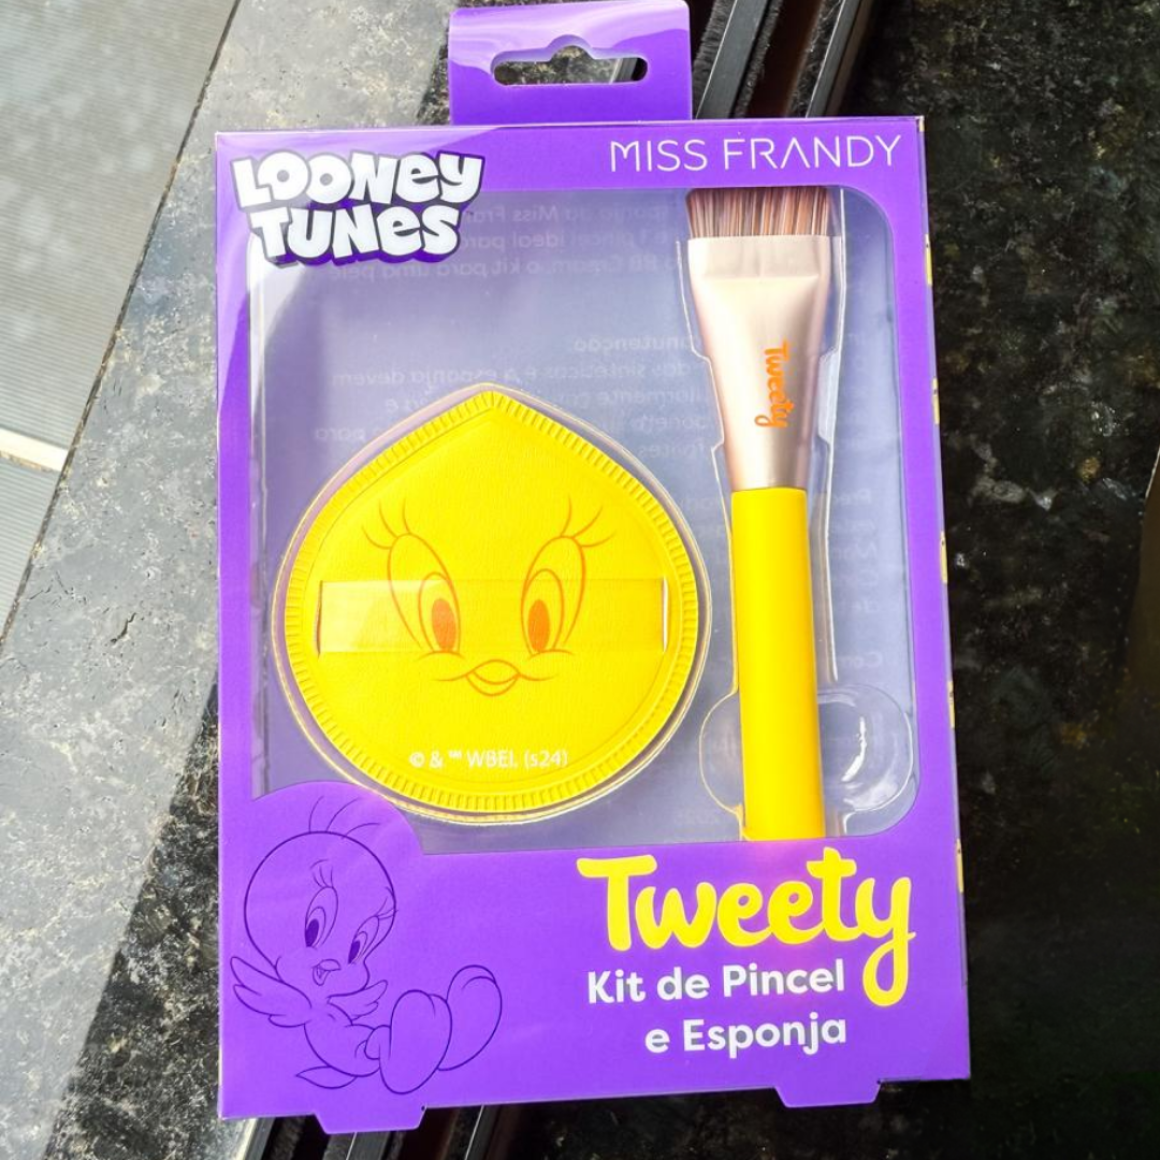 LOONEY
TUNES
MISS FRANDY
Tweety
© & ™ WBEI. (s24)
Tweety
Kit de Pincel
e Esponja